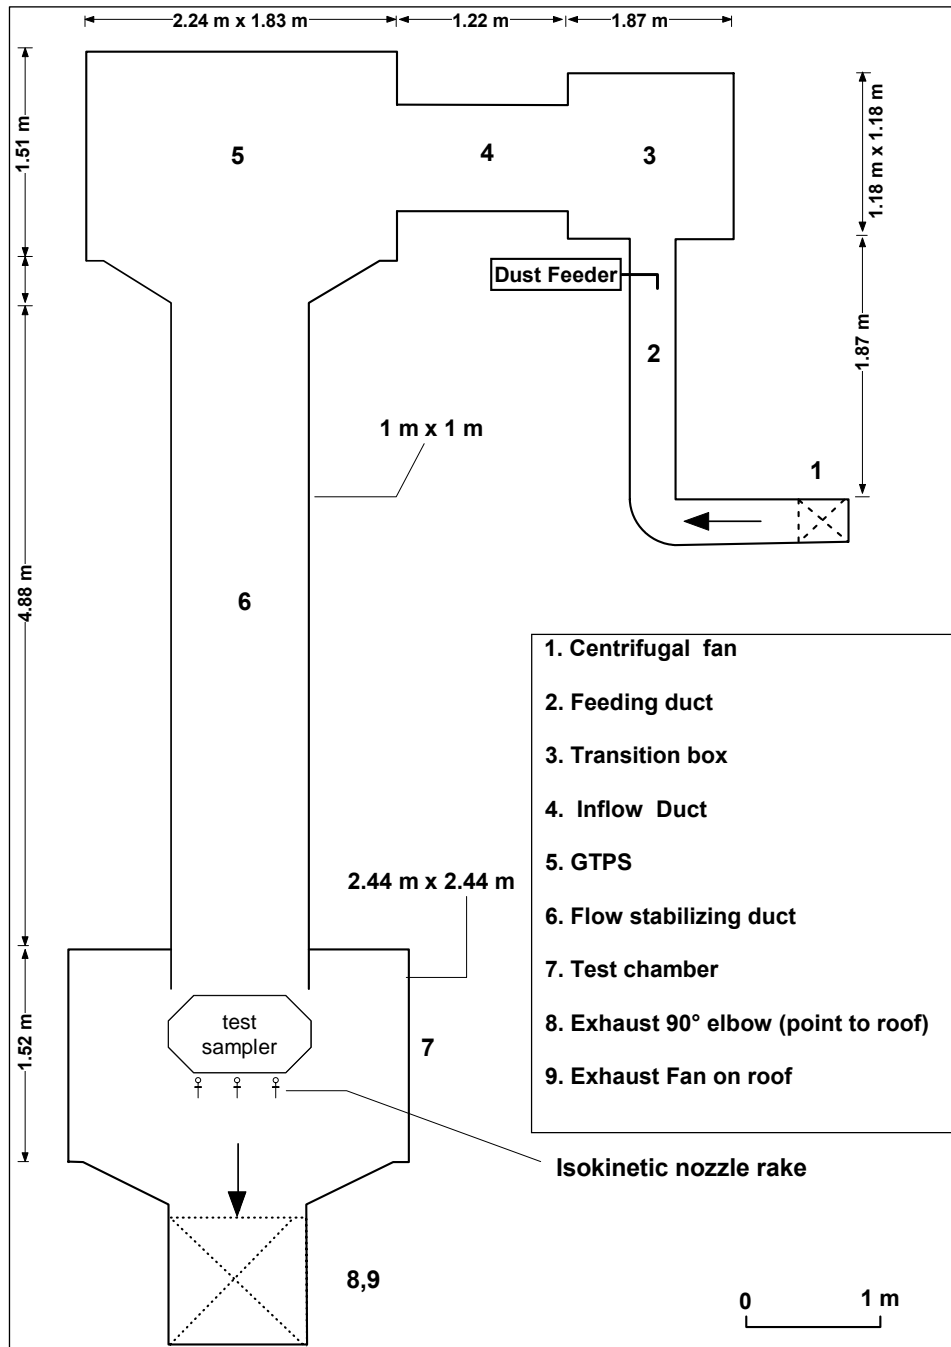 2.24 m x 1.83 m
1.22 m
1.87 m
1.51 m
5
4
3
1.18 m x 1.18 m
Dust Feeder
2
1.87 m
1 m x 1 m
1
4.88 m
6
1. Centrifugal fan
2. Feeding duct
3. Transition box
4. Inflow Duct
5. GTPS
6. Flow stabilizing duct
7. Test chamber
8. Exhaust 90° elbow (point to roof)
9. Exhaust Fan on roof
2.44 m x 2.44 m
1.52 m
test
sampler
7
Isokinetic nozzle rake
8,9
0
1 m